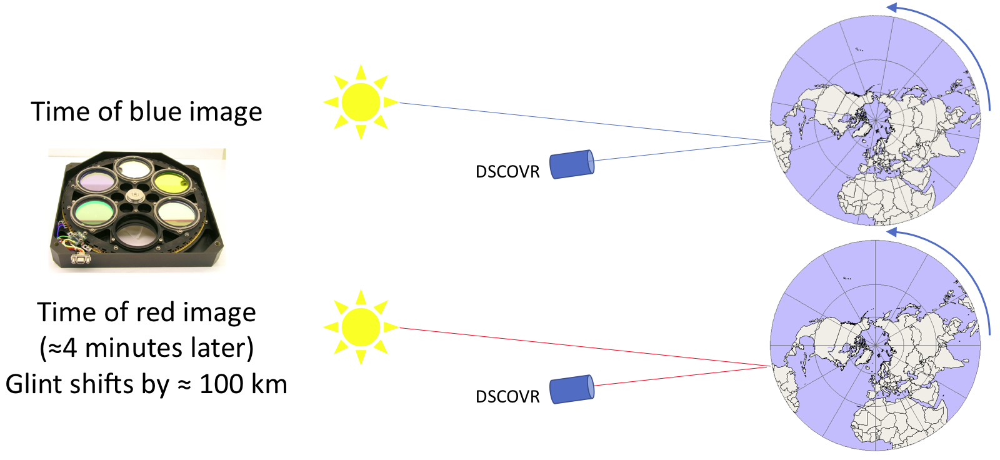 Time of blue image
DSCOVR
Time of red image
(≈4 minutes later)
Glint shifts by ≈ 100 km
DSCOVR